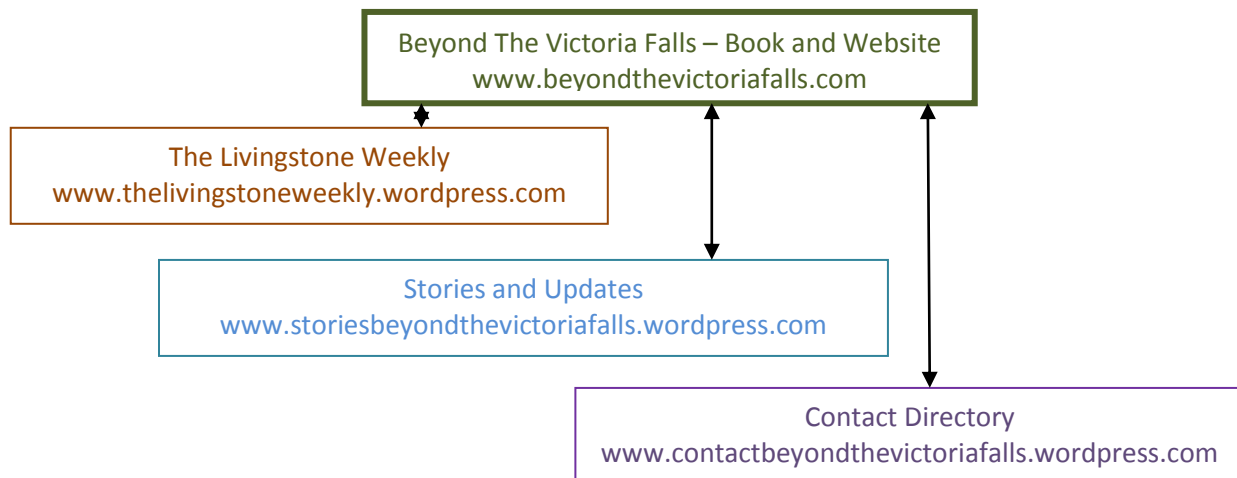 Beyond The Victoria Falls – Book and Website
www.beyondthevictoriafalls.com
The Livingstone Weekly
www.thelivingstoneweekly.wordpress.com
Stories and Updates
www.storiesbeyondthevictoriafalls.wordpress.com
Contact Directory
www.contactbeyondthevictoriafalls.wordpress.com